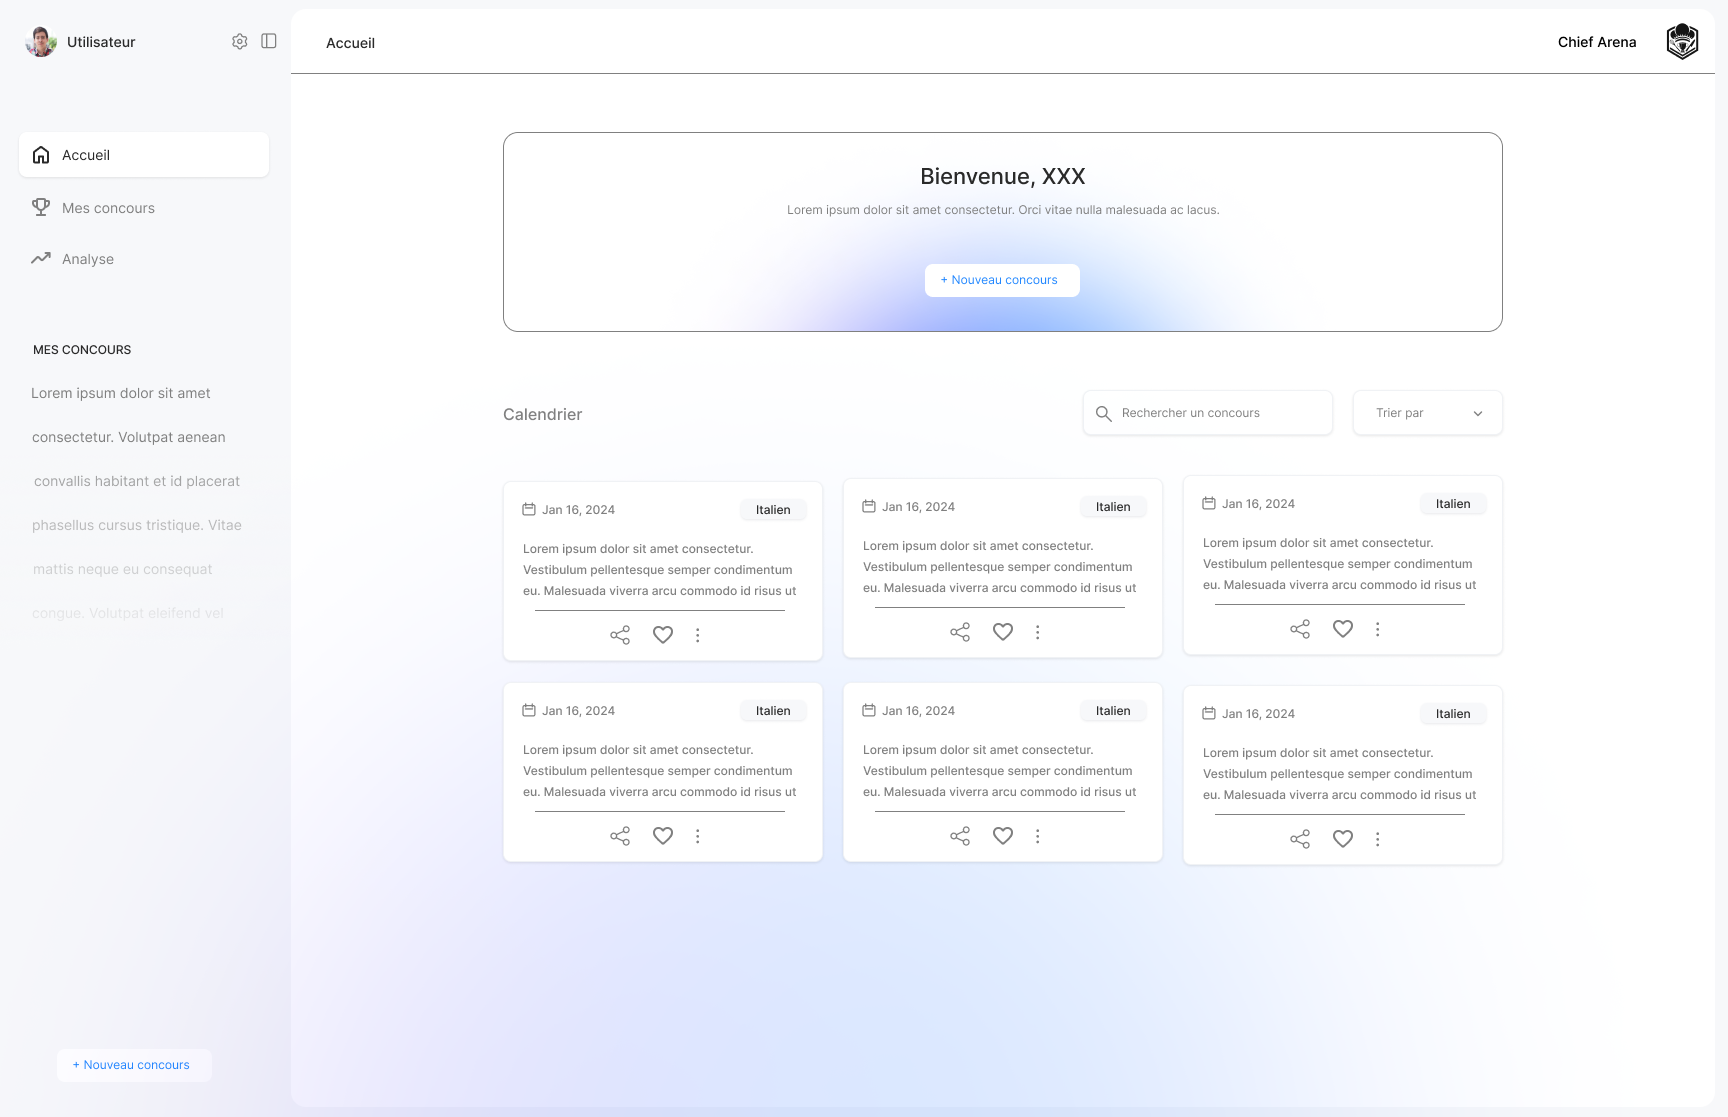 Utilisateur
Accueil
Mes concours
Analyse
MES CONCOURS
Lorem ipsum dolor sit amet
consectetur. Volutpat aenean
convallis habitant et id placerat
phasellus cursus tristique. Vitae
mattis neque eu consequat
congue. Volutpat eleifend vel
+ Nouveau concours
Accueil
Chief Arena
Bienvenue, XXX
Lorem ipsum dolor sit amet consectetur. Orci vitae nulla malesuada ac lacus.
+ Nouveau concours
Calendrier
Rechercher un concours
Trier par
Jan 16, 2024
Italien
Lorem ipsum dolor sit amet consectetur.
Vestibulum pellentesque semper condimentum
eu. Malesuada viverra arcu commodo id risus ut
Jan 16, 2024
Italien
Lorem ipsum dolor sit amet consectetur.
Vestibulum pellentesque semper condimentum
eu. Malesuada viverra arcu commodo id risus ut
Jan 16, 2024
Italien
Lorem ipsum dolor sit amet consectetur.
Vestibulum pellentesque semper condimentum
eu. Malesuada viverra arcu commodo id risus ut
Jan 16, 2024
Italien
Lorem ipsum dolor sit amet consectetur.
Vestibulum pellentesque semper condimentum
eu. Malesuada viverra arcu commodo id risus ut
Jan 16, 2024
Italien
Lorem ipsum dolor sit amet consectetur.
Vestibulum pellentesque semper condimentum
eu. Malesuada viverra arcu commodo id risus ut
Jan 16, 2024
Italien
Lorem ipsum dolor sit amet consectetur.
Vestibulum pellentesque semper condimentum
eu. Malesuada viverra arcu commodo id risus ut